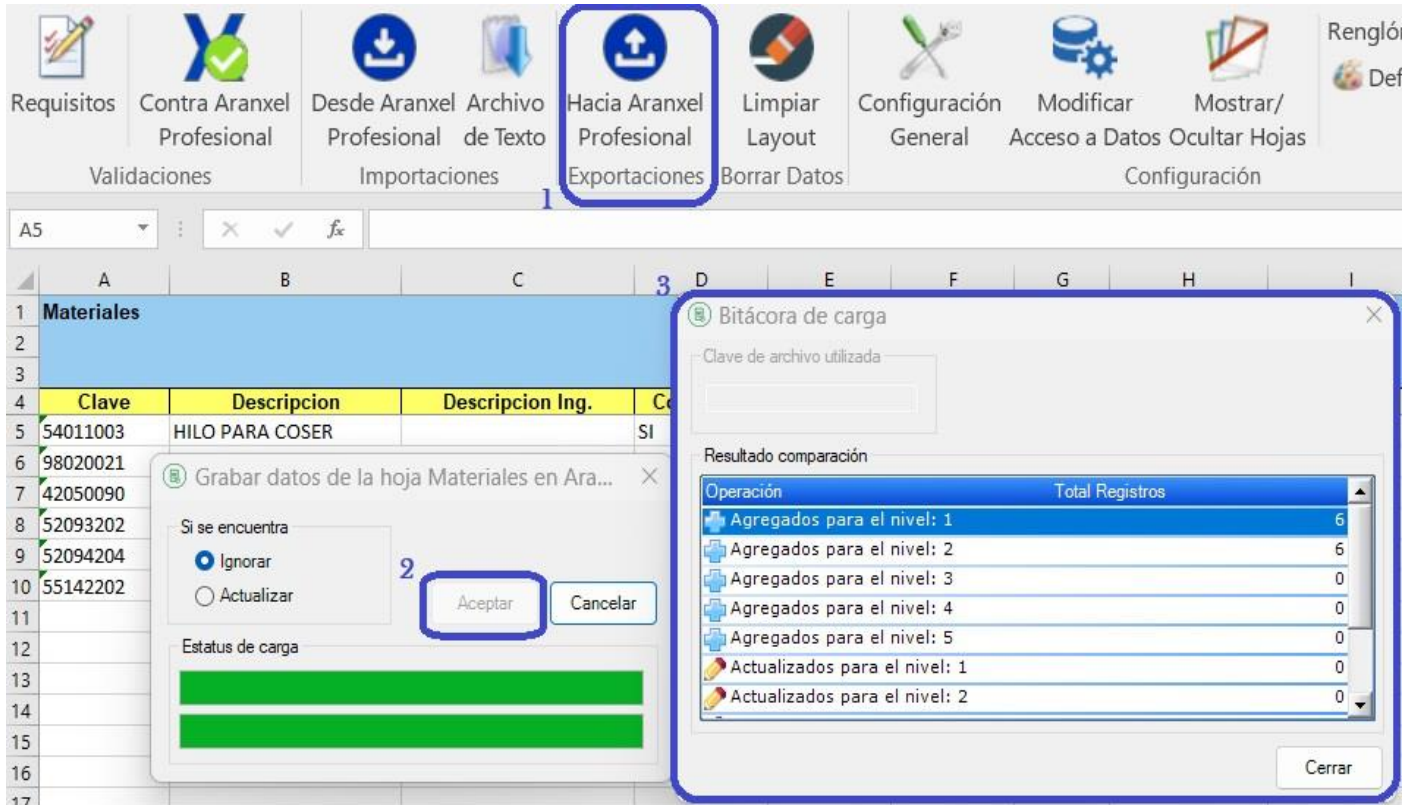 Requisitos
Contra Aranxel
Profesional
Validaciones
Desde Aranxel
Profesional
Archivo
de Texto
Importaciones
Hacia Aranxel
Profesional
Exportaciones
1
Limpiar
Layout
Borrar Datos
Configuración
General
Modificar
Acceso a Datos
Mostrar/
Ocultar Hojas
Configuración
A5
fx
A B C D E F G H I
1 Materiales
2
3
4 Clave Descripcion Descripcion Ing.
5 54011003 HILO PARA COSER SI
6 98020021
7 42050090
8 52093202
9 52094204
10 55142202
11
12
13
14
15
16
17
Grabar datos de la hoja Materiales en Ara...
Si se encuentra
Ignorar
Actualizar
2
Aceptar
Cancelar
Estatus de carga
3
Bitácora de carga
Clave de archivo utilizada
Resultado comparación
Operación Total Registros
Agregados para el nivel: 1 6
Agregados para el nivel: 2 6
Agregados para el nivel: 3 0
Agregados para el nivel: 4 0
Agregados para el nivel: 5 0
Actualizados para el nivel: 1 0
Actualizados para el nivel: 2 0
Cerrar